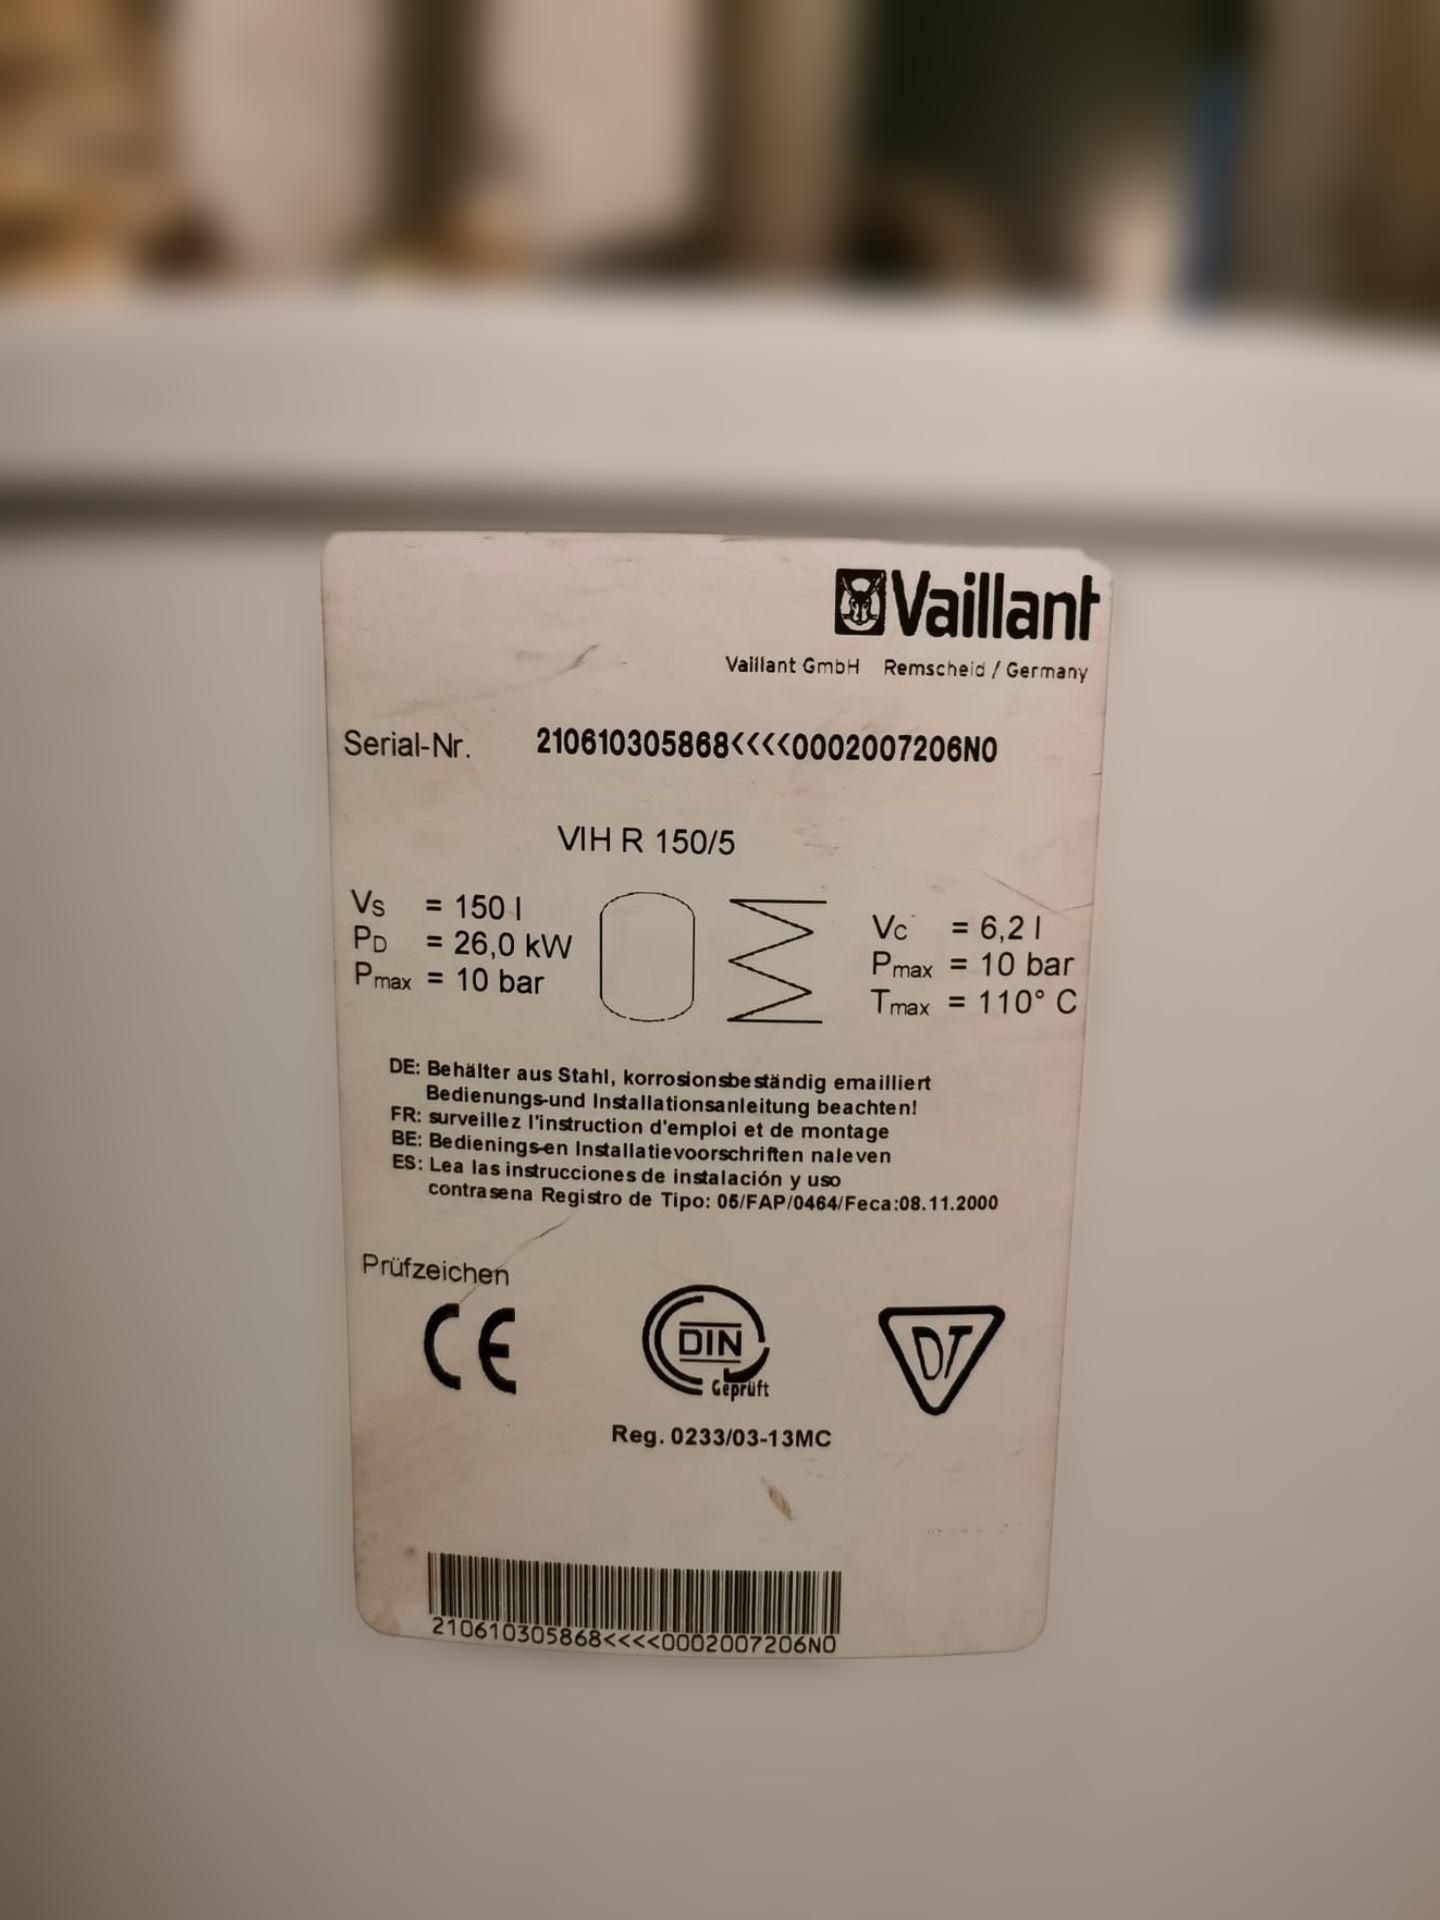 Vaillant
Vaillant GmbH Remscheid / Germany
Serial-Nr. 210610305868<<<<0002007206N0
VIH R 150/5
Vs = 150 l
PD = 26,0 kW
Pmax = 10 bar
Vc = 6,2 l
Pmax = 10 bar
Tmax = 110° C
DE: Behälter aus Stahl, korrosionsbeständig emailliert
Bedienungs-und Installationsanleitung beachten!
FR: surveillez l'instruction d'emploi et de montage
BE: Bedienings-en Installatievoorschriften naleven
ES: Lea las instrucciones de instalación y uso
contrasena Registro de Tipo: 05/FAP/0464/Feca:08.11.2000
Prüfzeichen
CE
DIN
Geprüft
DT
Reg. 0233/03-13MC
210610305868<<<<0002007206N0